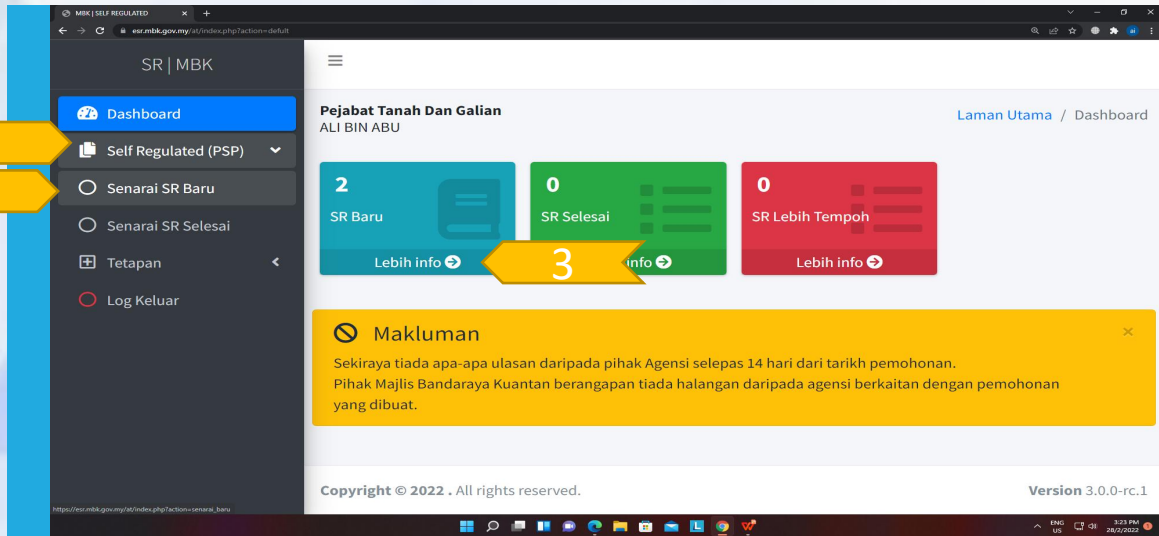 MBK | SELF REGULATED
esr.mbk.gov.my/at/index.php?action=defult
SR | MBK
Dashboard
Self Regulated (PSP)
Senarai SR Baru
Senarai SR Selesai
Tetapan
Log Keluar
Pejabat Tanah Dan Galian
ALI BIN ABU
Laman Utama / Dashboard
2
SR Baru
Lebih info
0
SR Selesai
info
0
SR Lebih Tempoh
Lebih info
3
Makluman
×
Sekiraya tiada apa-apa ulasan daripada pihak Agensi selepas 14 hari dari tarikh pemohonan.
Pihak Majlis Bandaraya Kuantan berangapan tiada halangan daripada agensi berkaitan dengan pemohonan
yang dibuat.
Copyright © 2022 . All rights reserved.
Version 3.0.0-rc.1
https://esr.mbk.gov.my/at/index.php?action=senarai_baru
ENG
US
3:23 PM
28/2/2022